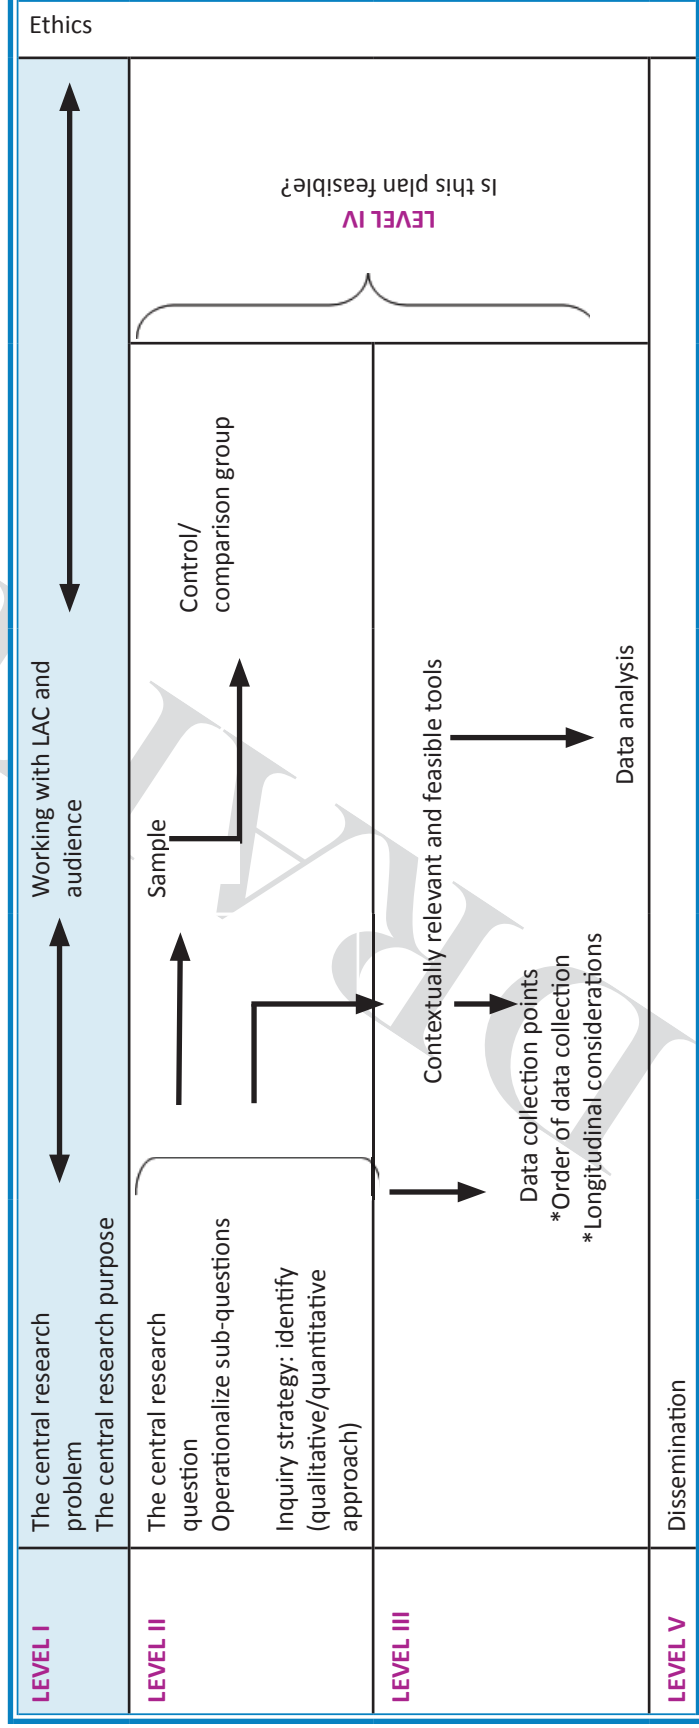 LEVEL I
The central research
problem
The central research purpose
Working with LAC and
audience
Ethics
LEVEL II
The central research
question
Operationalize sub-questions
Inquiry strategy: identify
(qualitative/quantitative
approach)
Sample
Control/
comparison group
LEVEL IV
Is this plan feasible?
LEVEL III
Contextually relevant and feasible tools
Data collection points
*Order of data collection
*Longitudinal considerations
Data analysis
LEVEL V
Dissemination